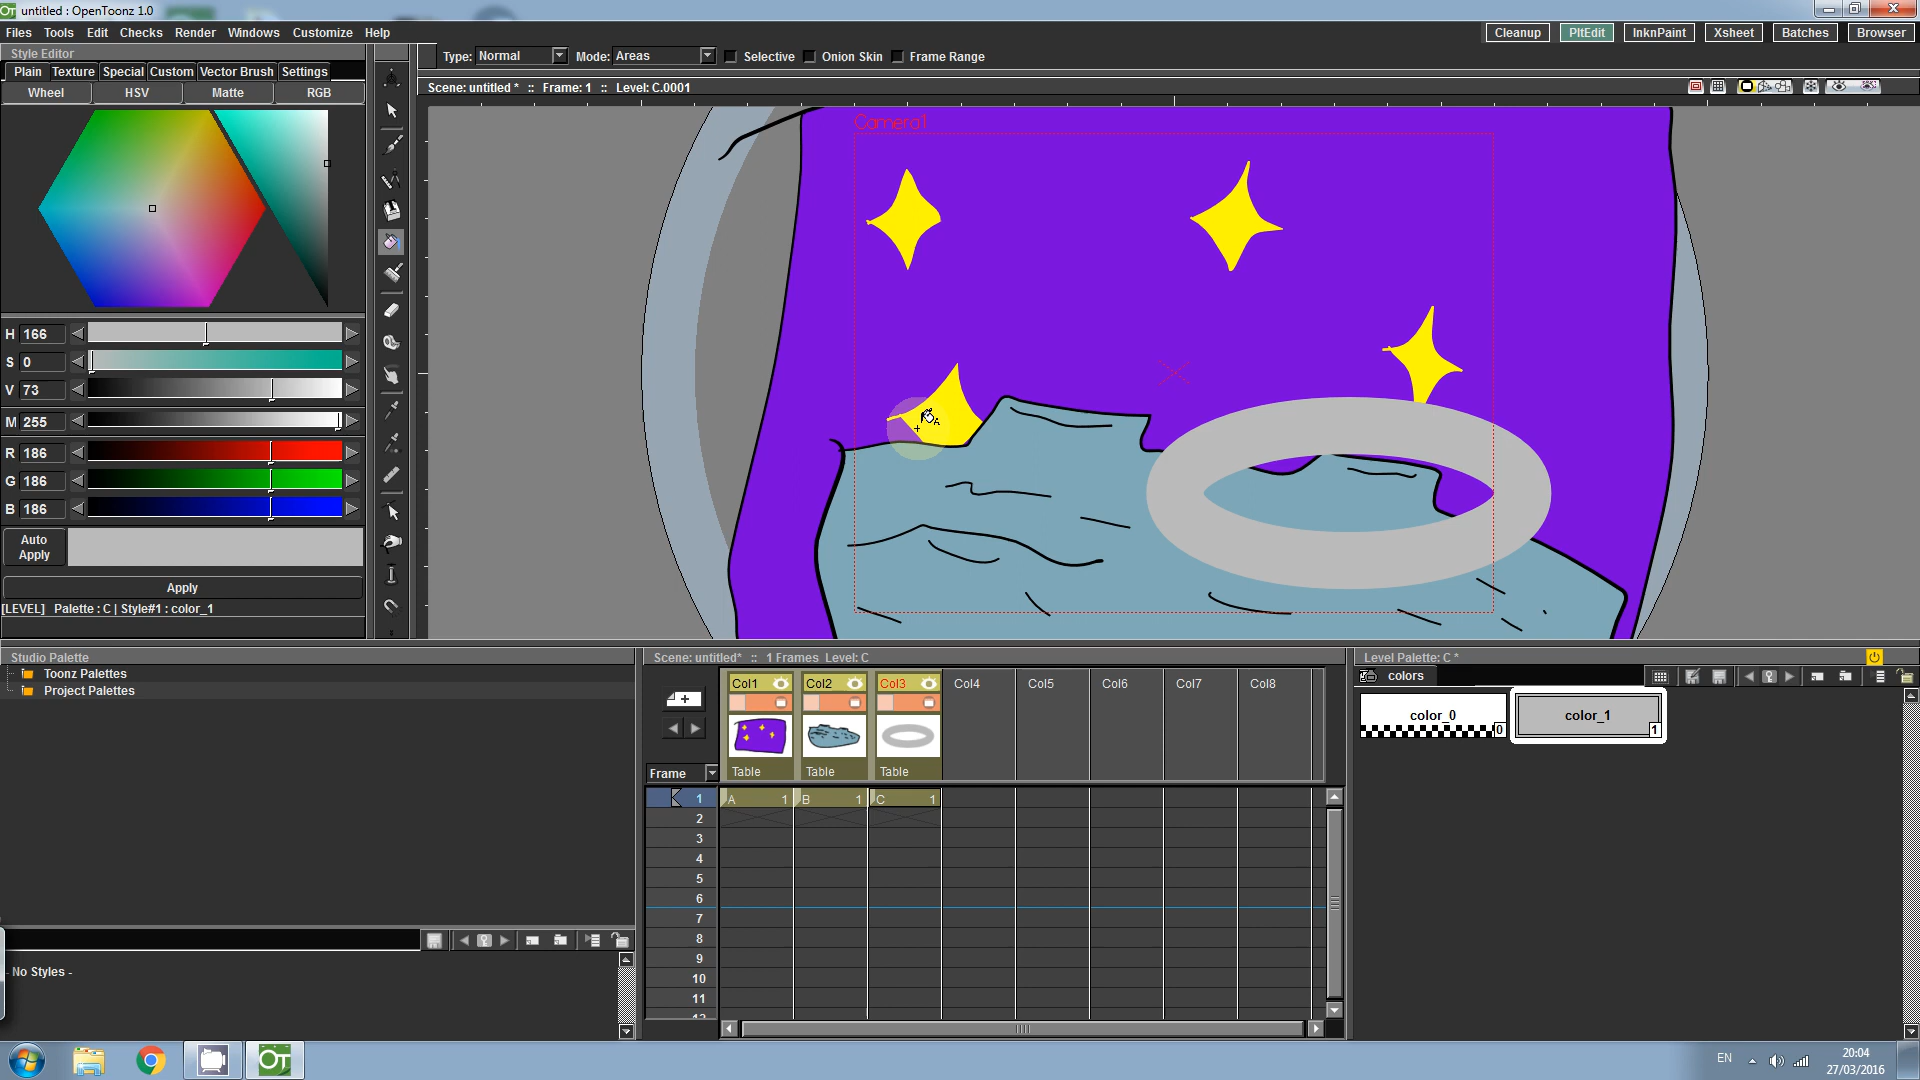 untitled : OpenToonz 1.0
Files Tools Edit Checks Render Windows Customize Help
Cleanup PltEdit InknPaint Xsheet Batches Browser
Style Editor
Type: Normal Mode: Areas Selective Onion Skin Frame Range
Plain Texture Special Custom Vector Brush Settings
Wheel HSV Matte RGB
Scene: untitled * :: Frame: 1 :: Level: C.0001
Camera1
H 166
S 0
V 73
M 255
R 186
G 186
B 186
Auto Apply
Apply
[LEVEL] Palette : C | Style#1 : color_1
Studio Palette
Toonz Palettes
Project Palettes
- No Styles -
Scene: untitled* :: 1 Frames Level: C
Col1 Col2 Col3 Col4 Col5 Col6 Col7 Col8
Table Table Table
Frame
1 A 1 B 1 C 1
2
3
4
5
6
7
8
9
10
11
Level Palette: C *
colors
color_0 0 color_1 1
EN
20:04
27/03/2016